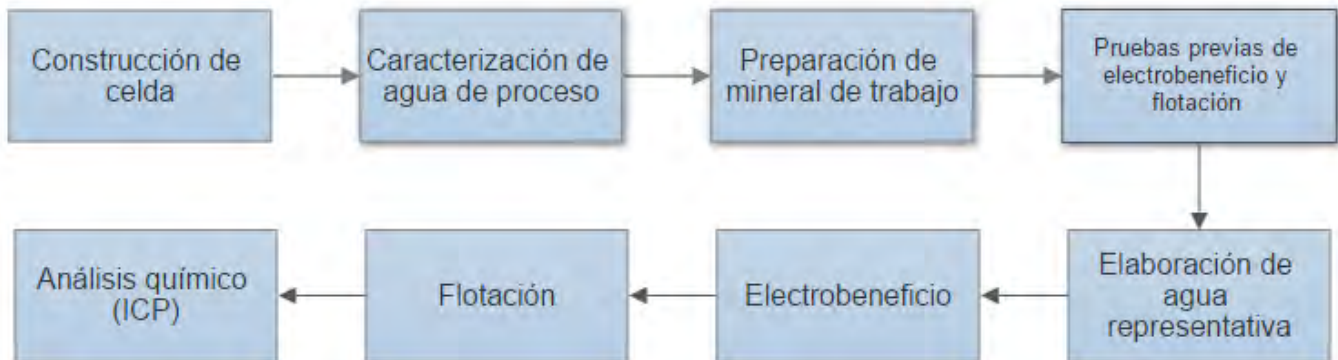 Construcción de
celda
Caracterización de
agua de proceso
Preparación de
mineral de trabajo
Pruebas previas de
electrobeneficio y
flotación
Elaboración de
agua
representativa
Electrobeneficio
Flotación
Análisis químico
(ICP)